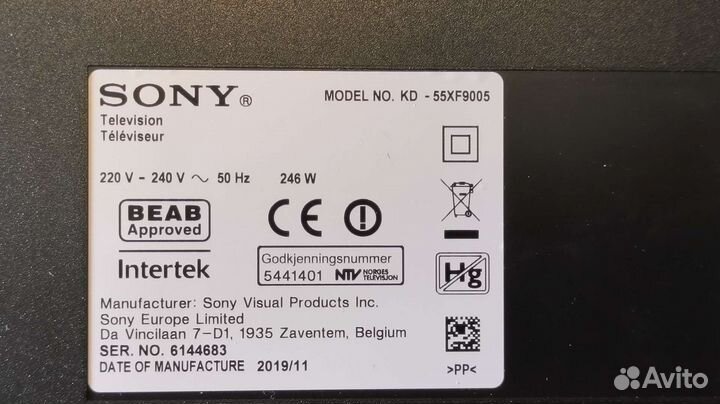 SONY®
MODEL NO. KD - 55XF9005
Television
Téléviseur
220 V - 240 V ~ 50 Hz 246 W
BEAB
Approved
CE
Intertek
Godkjenningsnummer
5441401 NTV NORGES
TELEVISJON
Hg
Manufacturer: Sony Visual Products Inc.
Sony Europe Limited
Da Vincilaan 7-D1, 1935 Zaventem, Belgium
SER. NO. 6144683
DATE OF MANUFACTURE 2019/11
>PP<
Avito